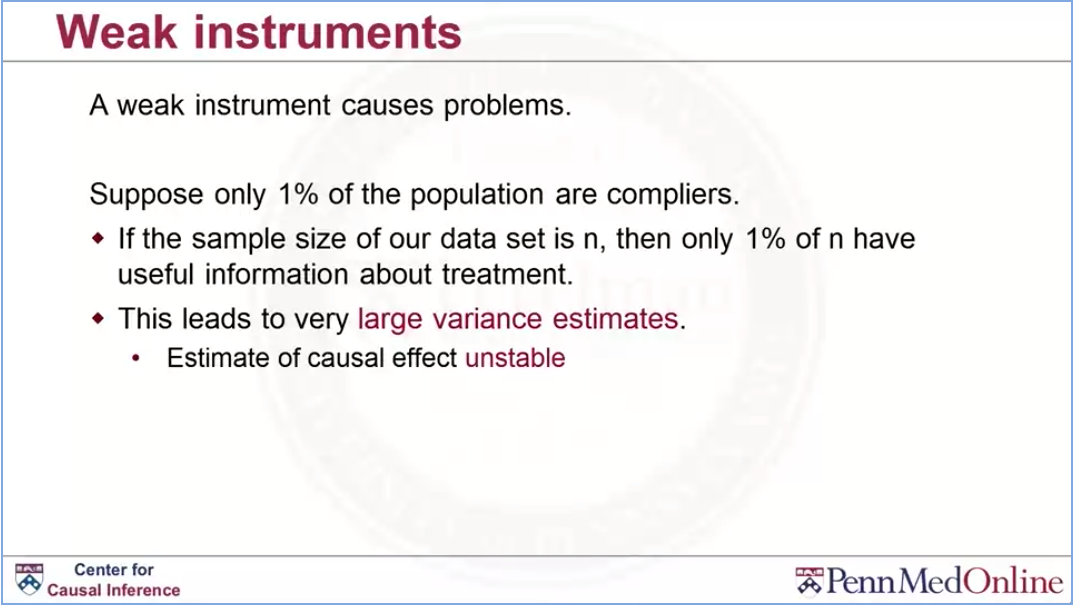 Weak instruments
A weak instrument causes problems.
Suppose only 1% of the population are compliers.
◆ If the sample size of our data set is n, then only 1% of n have
useful information about treatment.
◆ This leads to very large variance estimates.
• Estimate of causal effect unstable
Center for
Causal Inference
PennMedOnline